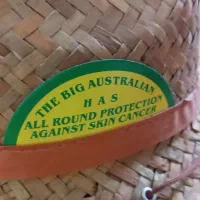 THE BIG AUSTRALIAN
HAS
ALL ROUND PROTECTION
AGAINST SKIN CANCER